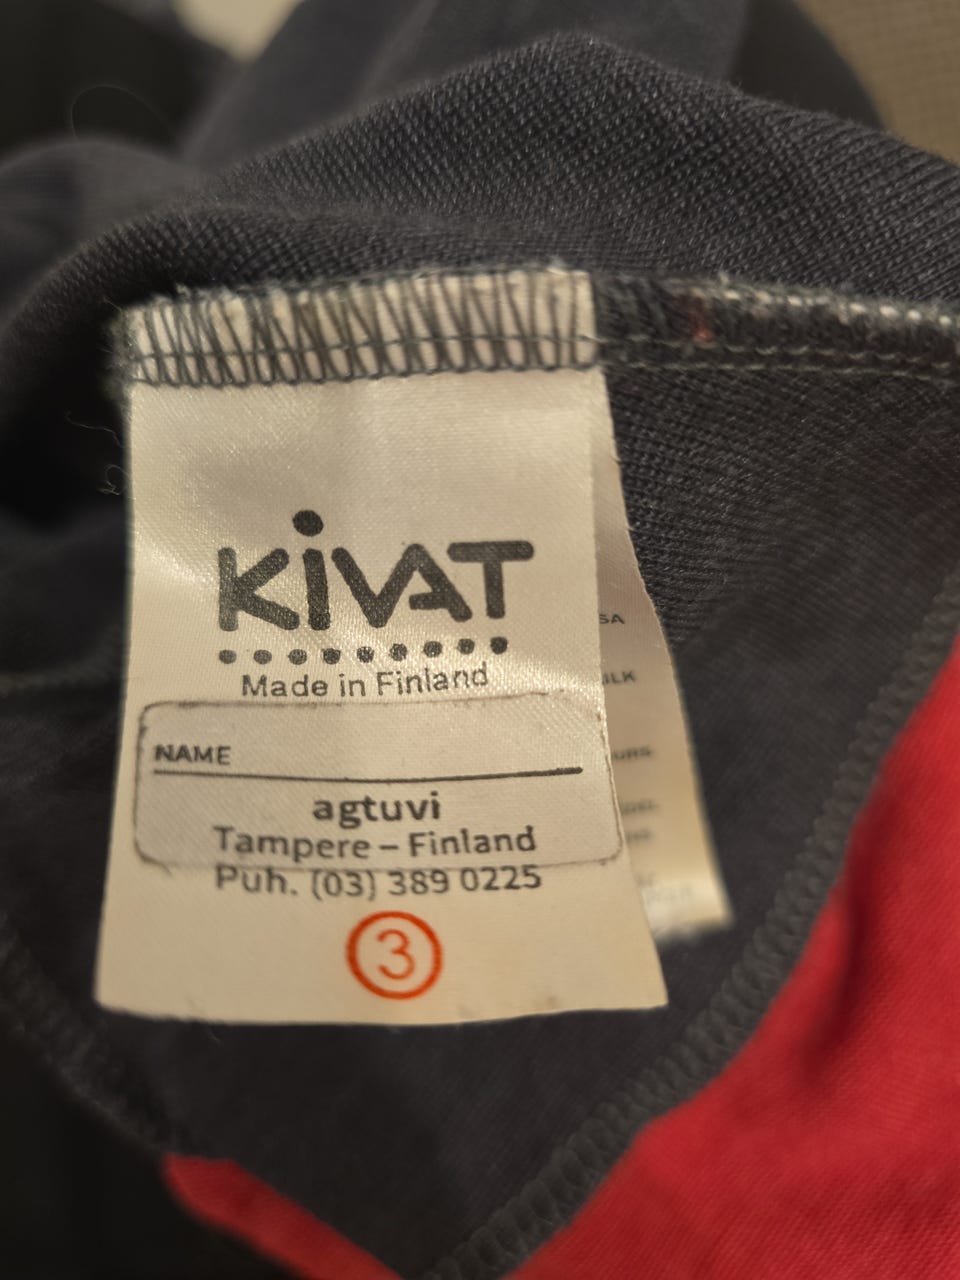 KiVAT
Made in Finland
NAME
agtuvi
Tampere – Finland
Puh. (03) 389 0225
3